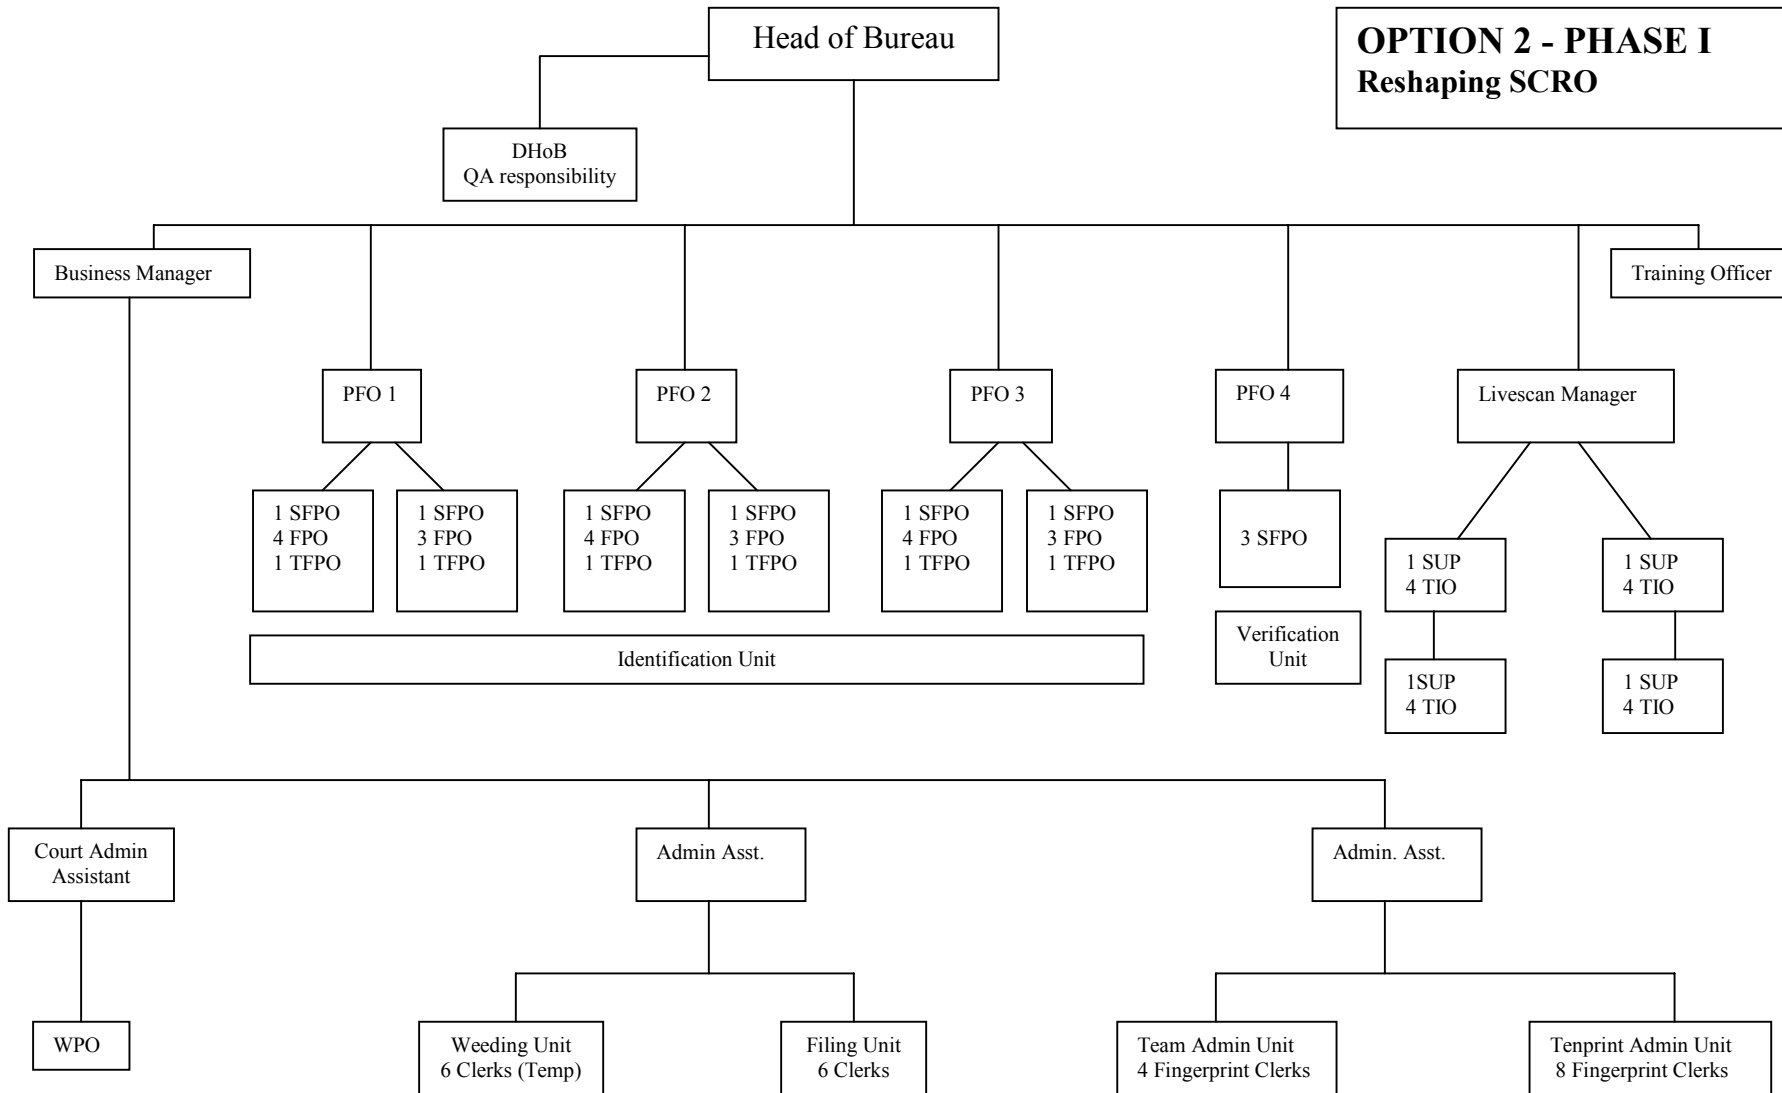 Head of Bureau
OPTION 2 - PHASE I
Reshaping SCRO
DHoB
QA responsibility
Business Manager
Training Officer
PFO 1
PFO 2
PFO 3
PFO 4
Livescan Manager
1 SFPO
4 FPO
1 TFPO
1 SFPO
3 FPO
1 TFPO
1 SFPO
4 FPO
1 TFPO
1 SFPO
3 FPO
1 TFPO
1 SFPO
4 FPO
1 TFPO
1 SFPO
3 FPO
1 TFPO
3 SFPO
1 SUP
4 TIO
1 SUP
4 TIO
Identification Unit
Verification
Unit
1SUP
4 TIO
1 SUP
4 TIO
Court Admin
Assistant
Admin Asst.
Admin. Asst.
WPO
Weeding Unit
6 Clerks (Temp)
Filing Unit
6 Clerks
Team Admin Unit
4 Fingerprint Clerks
Tenprint Admin Unit
8 Fingerprint Clerks